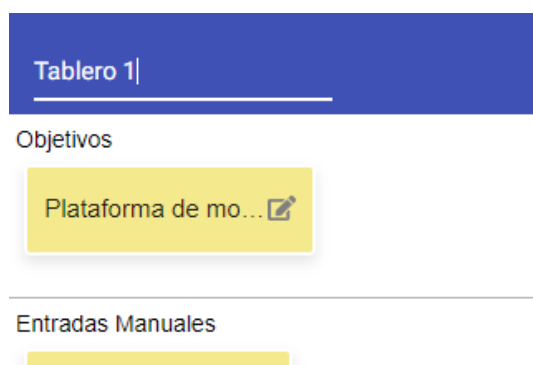 Tablero 1
Objetivos
Plataforma de mo...
Entradas Manuales